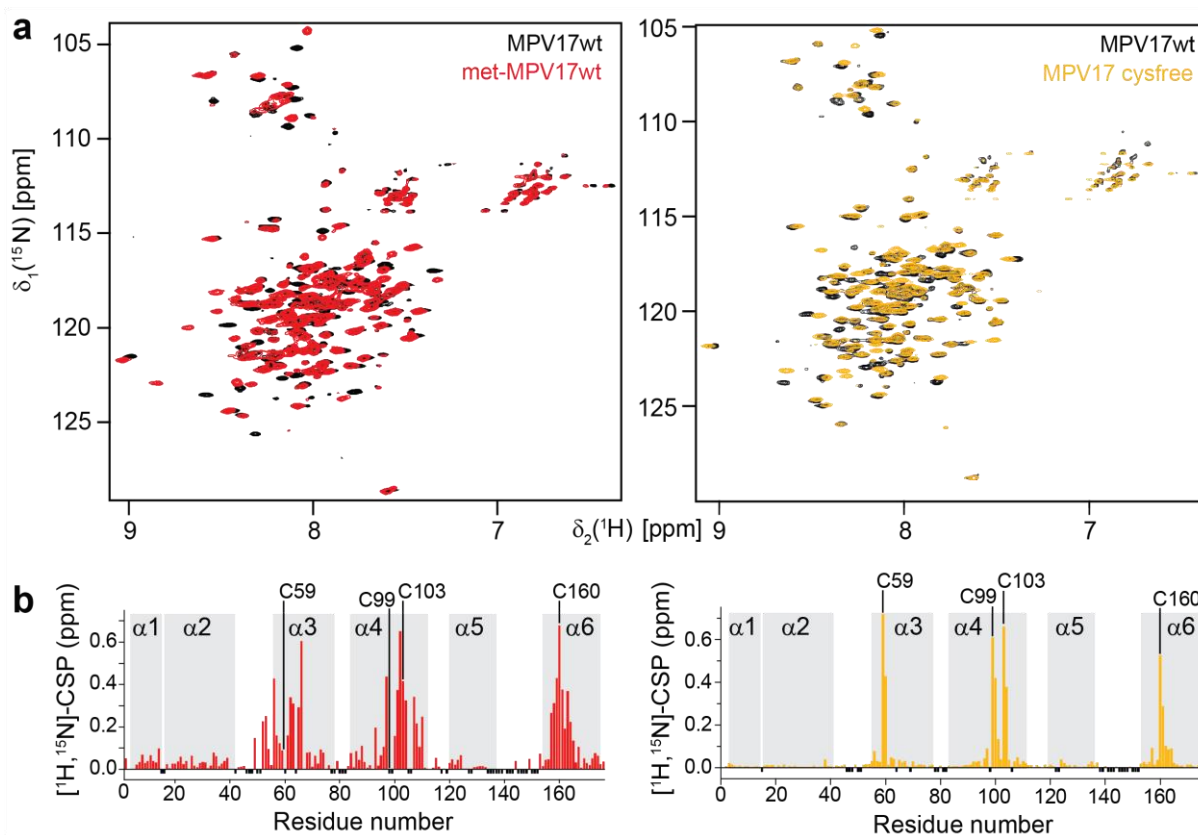 a
MPV17wt
met-MPV17wt
MPV17wt
MPV17 cysfree
105
110
115
120
125
105
110
115
120
125
δ₁(¹⁵N) [ppm]
9
8
7
9
8
7
δ₂(¹H) [ppm]
b
C59
C99
C103
C160
α1
α2
α3
α4
α5
α6
[¹H,¹⁵N]-CSP (ppm)
0.6
0.4
0.2
0.0
0
20
40
60
80
100
120
140
160
Residue number
C59
C99
C103
C160
α1
α2
α3
α4
α5
α6
[¹H,¹⁵N]-CSP (ppm)
0.6
0.4
0.2
0.0
0
20
40
60
80
100
120
140
160
Residue number